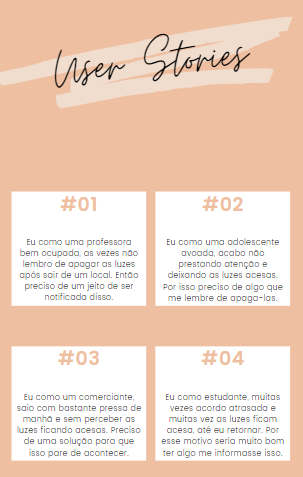 User Stories
#01
Eu como uma professora
bem ocupada, as vezes não
lembro de apagar as luzes
após sair de um local. Então
preciso de um jeito de ser
notificada disso.
#02
Eu como uma adolescente
avoada, acabo não
prestando atenção e
deixando as luzes acesas.
Por isso preciso de algo que
me lembre de apaga-las.
#03
Eu como um comerciante,
saio com bastante pressa de
manhã e sem perceber as
luzes ficando acesas. Preciso
de uma solução para que
isso pare de acontecer.
#04
Eu como estudante, muitas
vezes acordo atrasada e
muitas vez as luzes ficam
acesa, até eu retornar. Por
esse motivo seria muito bom
ter algo me informasse isso.